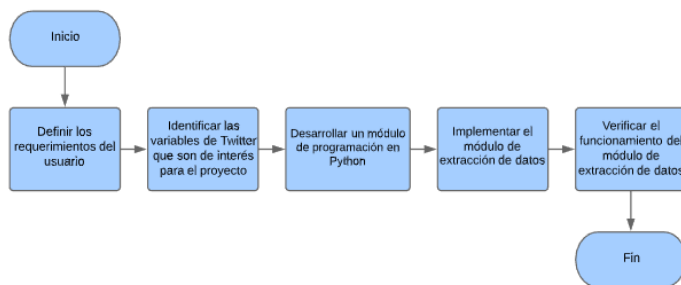 Inicio
Definir los
requerimientos del
usuario
Identificar las
variables de Twitter
que son de interés
para el proyecto
Desarrollar un módulo
de programación en
Python
Implementar el
módulo de
extracción de datos
Verificar el
funcionamiento del
módulo de
extracción de datos
Fin